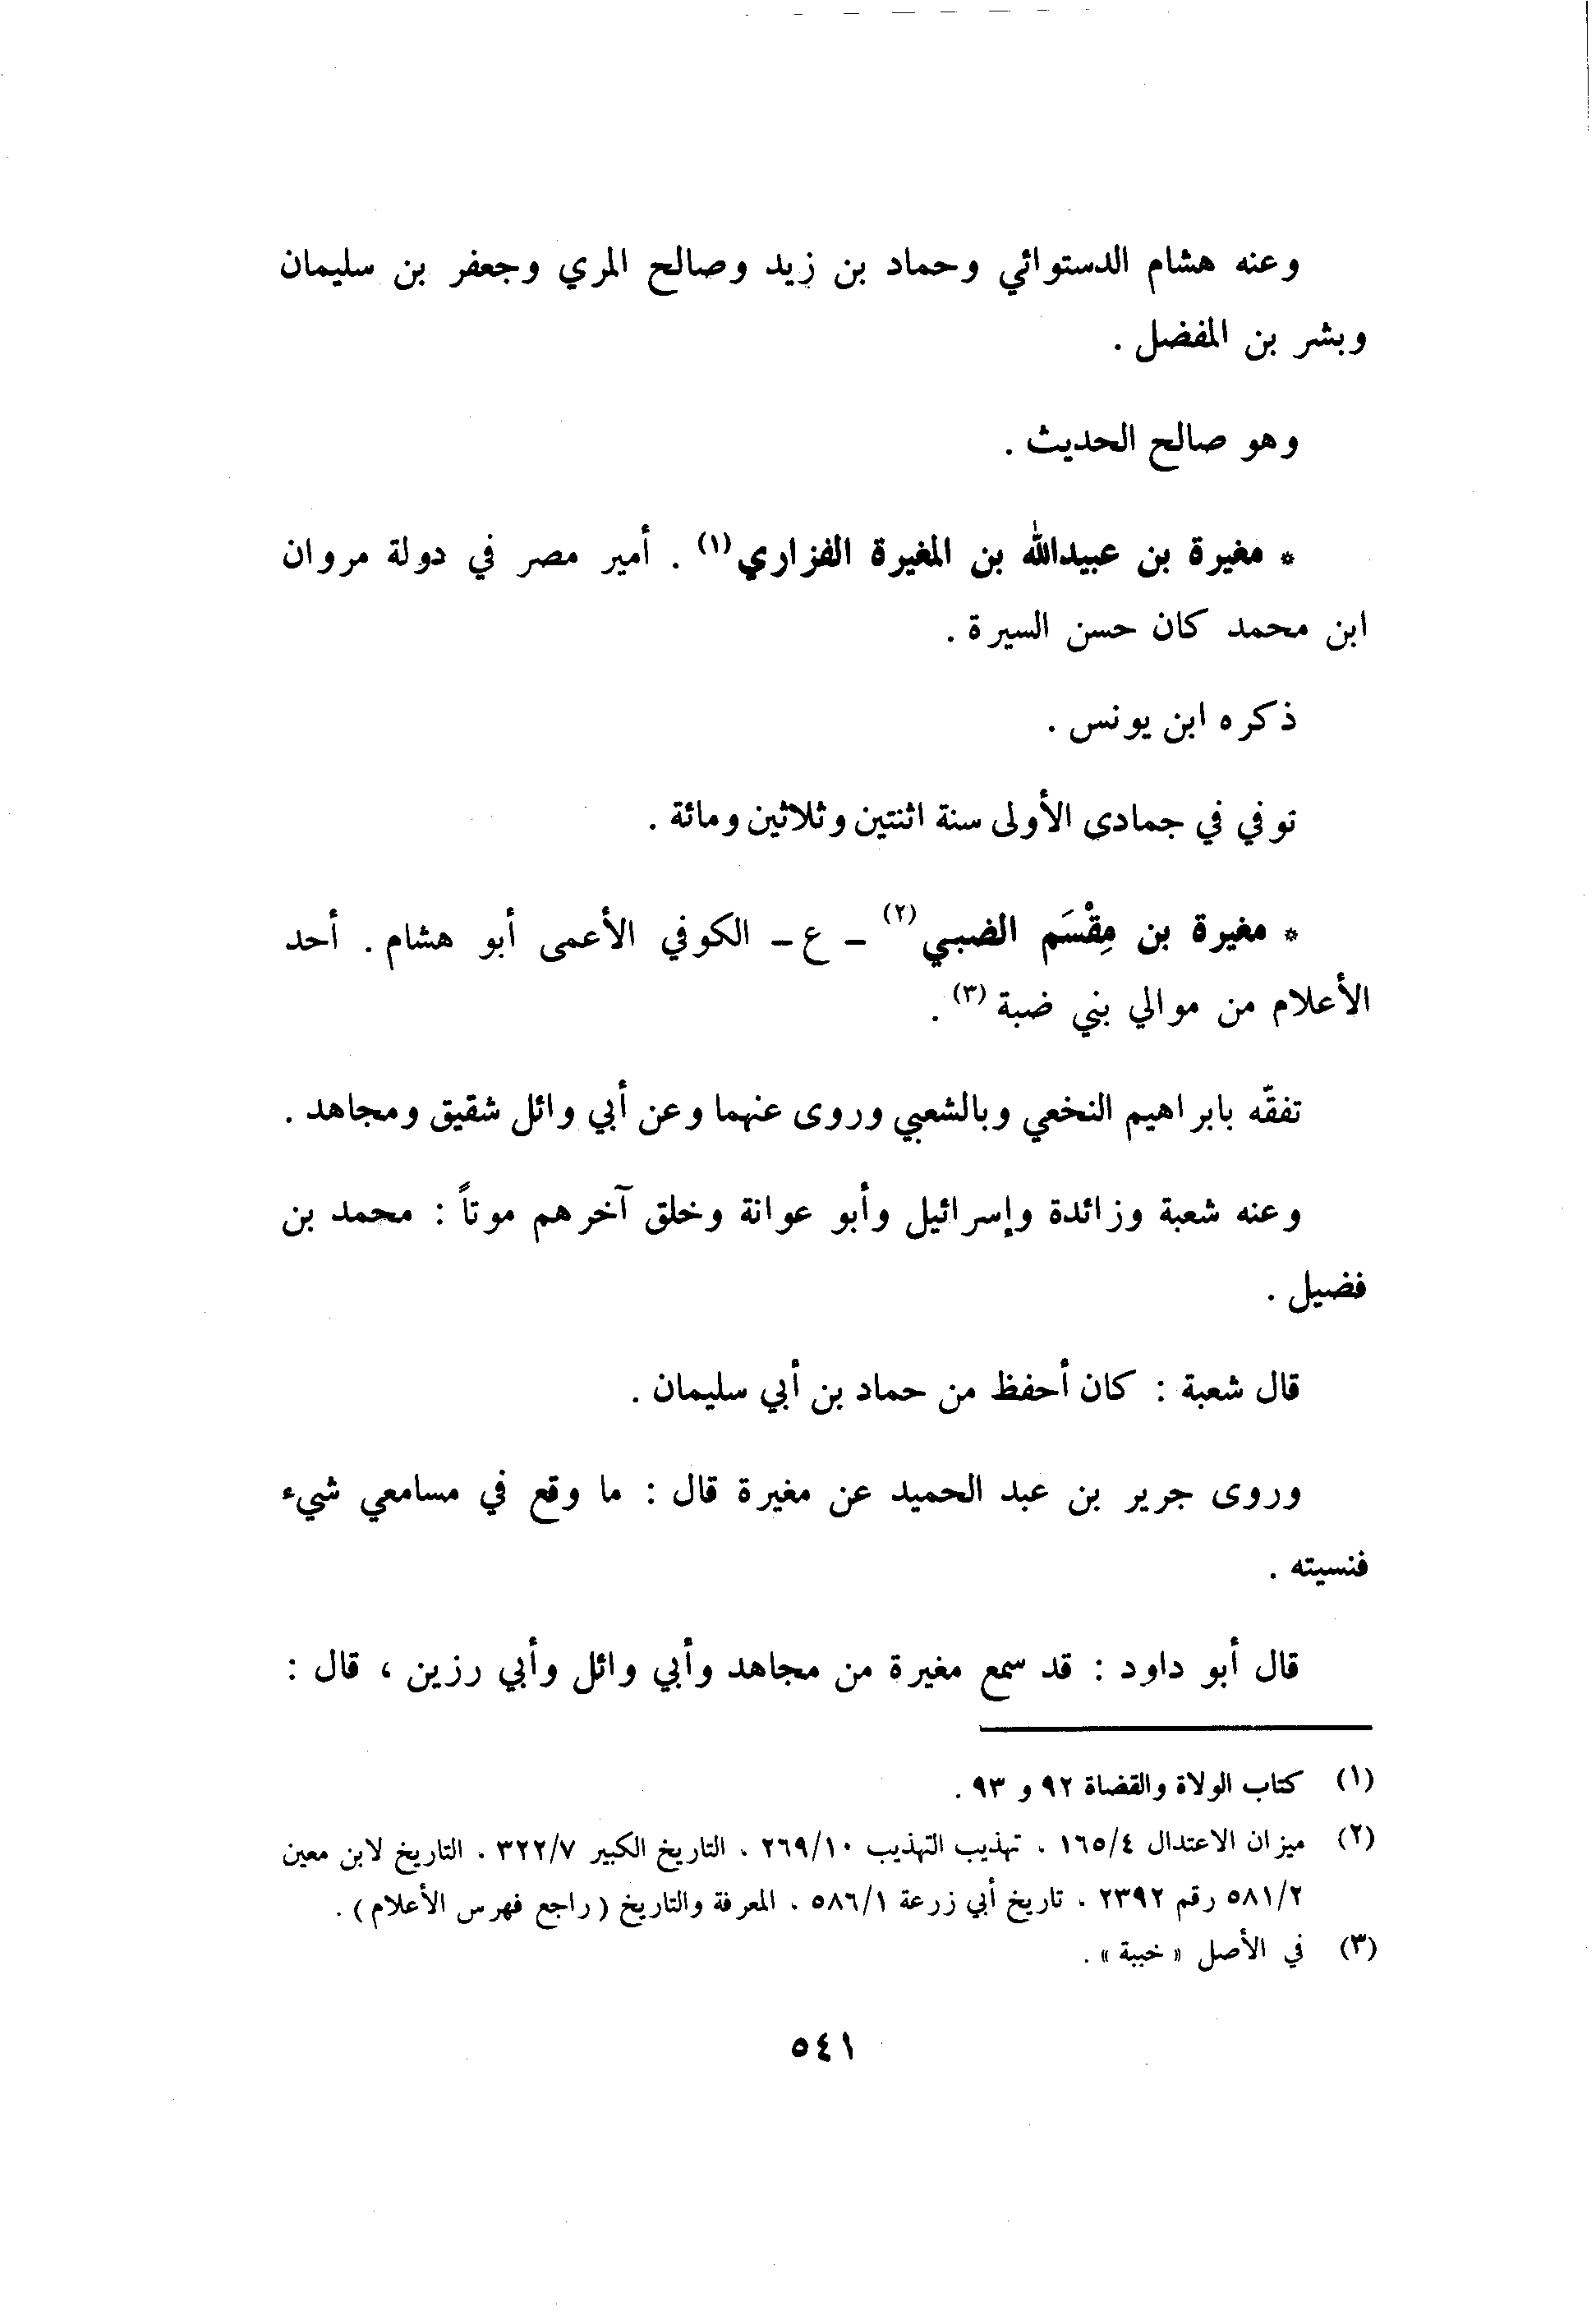 وعنه هشام الدستوائي وحماد بن زيد وصالح المري وجعفر بن سليمان
وبشر بن المفضل .
وهو صالح الحديث .
* مغيرة بن عبيدالله بن المغيرة الفزاري (١) . أمير مصر في دولة مروان
ابن محمد كان حسن السيرة .
ذكره ابن يونس .
توفي في جمادى الأولى سنة اثنتين وثلاثين ومائة .
* مغيرة بن مِقْسَم الضبي (٢) – ع – الكوفي الأعمى أبو هشام . أحد
الأعلام من موالي بني ضبة (٣) .
تفقّه بابراهيم النخعي وبالشعبي وروى عنهما وعن أبي وائل شقيق ومجاهد .
وعنه شعبة وزائدة وإسرائيل وأبو عوانة وخلق آخرهم موتاً : محمد بن
فضيل .
قال شعبة : كان أحفظ من حماد بن أبي سليمان .
وروى جرير بن عبد الحميد عن مغيرة قال : ما وقع في مسامعي شيء
فنسيته .
قال أبو داود : قد سمع مغيرة من مجاهد وأبي وائل وأبي رزين ، قال :
(١) كتاب الولاة والقضاة ٩٢ و ٩٣ .
(٢) ميزان الاعتدال ١٦٥/٤ . تهذيب التهذيب ٢٦٩/١٠ . التاريخ الكبير ٣٢٢/٧ . التاريخ لابن معين
٥٨١/٢ رقم ٢٣٩٢ . تاريخ أبي زرعة ٥٨٦/١ . المعرفة والتاريخ (راجع فهرس الأعلام) .
(٣) في الأصل « خببة » .
٥٤١